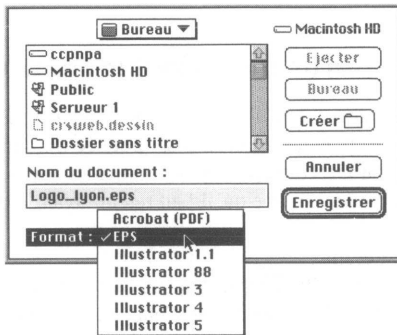 Bureau
Macintosh HD
ccpnpa
Macintosh HD
Public
Serveur 1
crsweb.dessin
Dossier sans titre
Ejecter
Bureau
Créer
Nom du document :
Logo_lyon.eps
Annuler
Enregistrer
Format :
Acrobat (PDF)
✓EPS
Illustrator 1.1
Illustrator 88
Illustrator 3
Illustrator 4
Illustrator 5